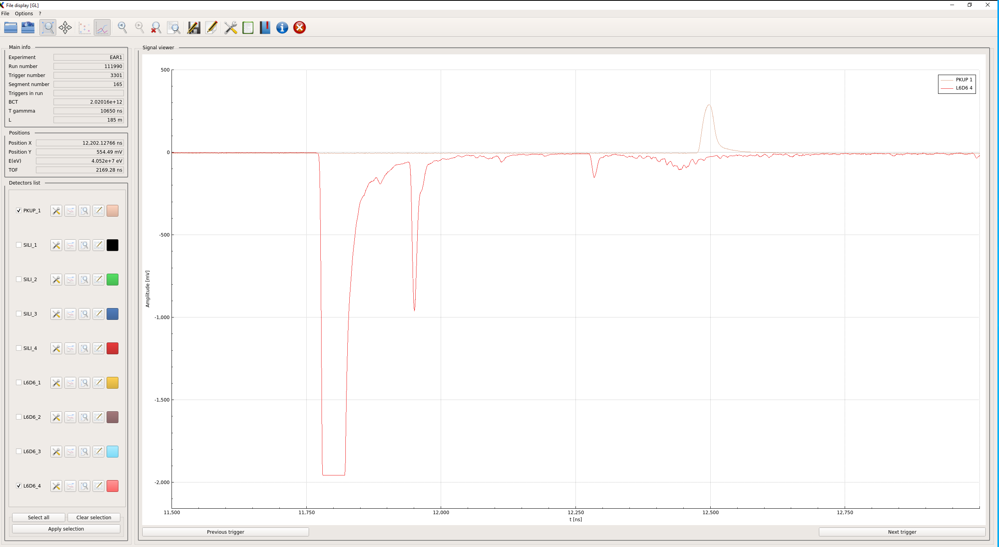 File display [GL]
File Options ?
Main info
Experiment EAR1
Run number 111990
Trigger number 3301
Segment number 165
Triggers in run
BCT 2.02016e+12
T gammma 10650 ns
L 185 m
Positions
Position X 12,202.12766 ns
Position Y 554.49 mV
E(eV) 4.052e+7 eV
TOF 2169.28 ns
Detectors list
PKUP_1
SILI_1
SILI_2
SILI_3
SILI_4
L6D6_1
L6D6_2
L6D6_3
L6D6_4
Select all Clear selection
Apply selection
Signal viewer
500
0
-500
-1,000
-1,500
-2,000
Amplitude [mV]
PKUP 1
L6D6 4
11,500 11,750 12,000 12,250 12,500 12,750
t [ns]
Previous trigger Next trigger